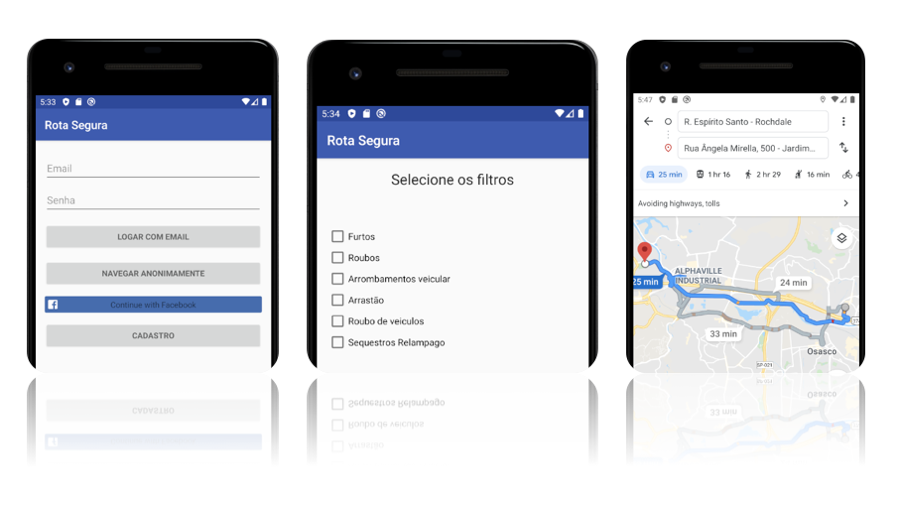 5:33
Rota Segura
Email
Senha
LOGAR COM EMAIL
NAVEGAR ANONIMAMENTE
Continue with Facebook
CADASTRO
5:34
Rota Segura
Selecione os filtros
Furtos
Roubos
Arrombamentos veicular
Arrastão
Roubo de veiculos
Sequestros Relampago
5:47
R. Espirito Santo - Rochdale
Rua Ângela Mirella, 500 - Jardim...
25 min 1 hr 16 2 hr 29 16 min 4
Avoiding highways, tolls
ALPHAVILLE
INDUSTRIAL
25 min
24 min
33 min
Osasco
SP-021